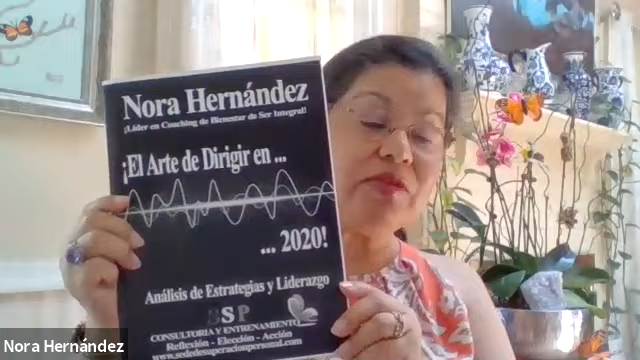 Nora Hernández
¡Líder en Coaching de Bienestar de Ser Integral!
¡El Arte de Dirigir en ...
... 2020!
Análisis de Estrategias y Liderazgo
SSP
CONSULTORIA Y ENTRENAMIENTO
Reflexión - Elección - Acción
www.sedesuperacionpersonal.com
Nora Hernández